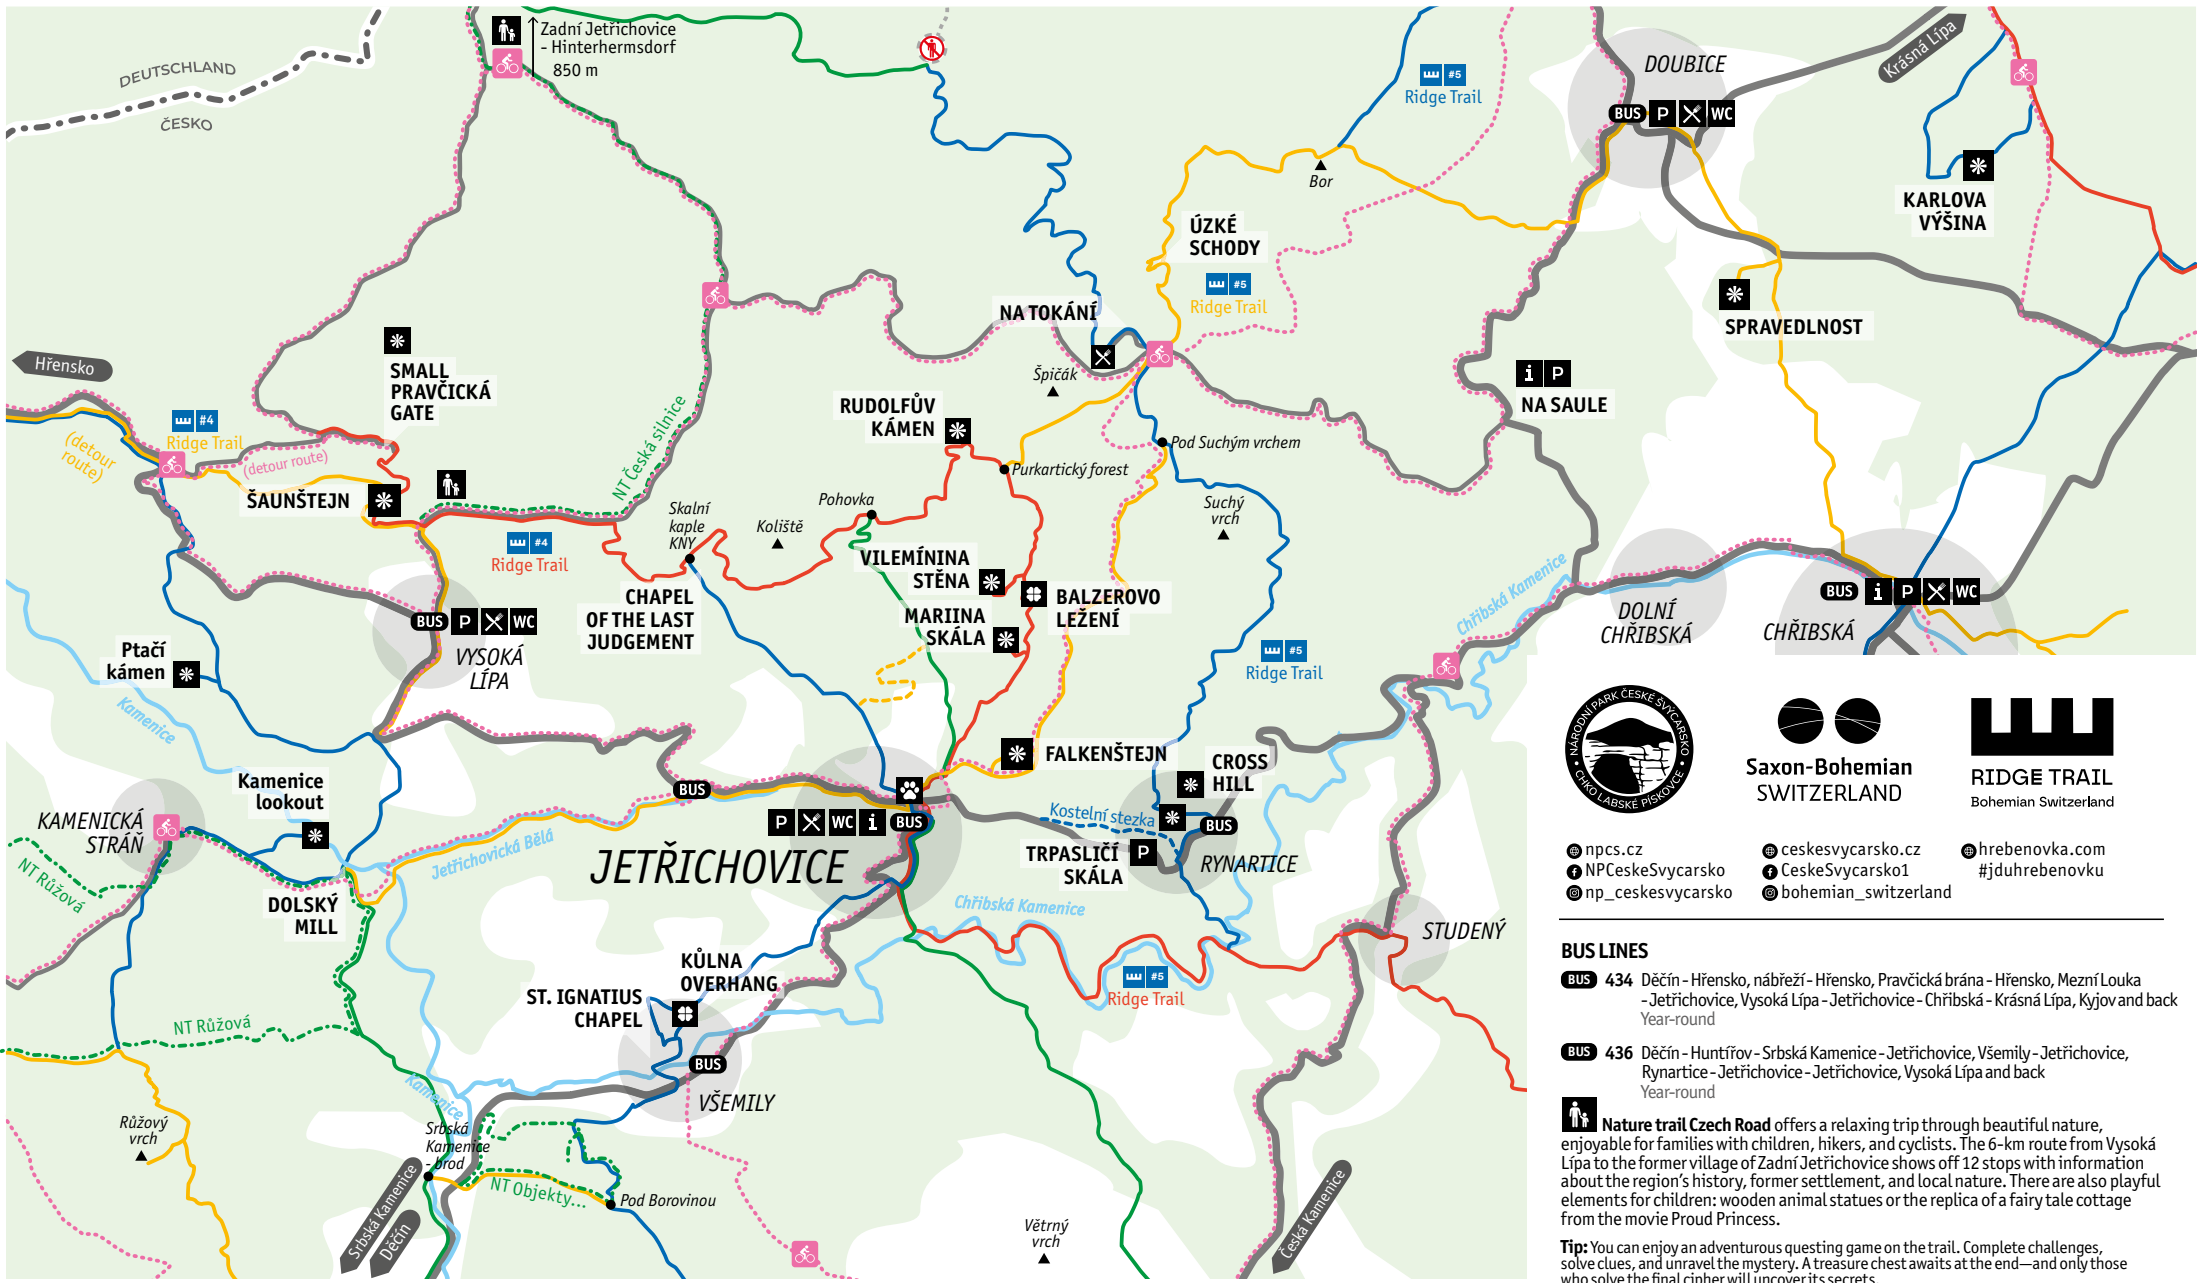 Zadní Jetřichovice
- Hinterhermsdorf
850 m
DEUTSCHLAND
ČESKO
#5
Ridge Trail
DOUBICE
BUS P WC
Krásná Lípa
KARLOVA
VÝŠINA
Bor
ÚZKE
SCHODY
#5
Ridge Trail
NA TOKÁNÍ
SPRAVEDLNOST
Hřensko
SMALL
PRAVČICKÁ
GATE
Špičák
i P
NA SAULE
#4
Ridge Trail
(detour
route)
(detour route)
RUDOLFŮV
KÁMEN
NT Česká silnice
Pod Suchým vrchem
Purkartický forest
ŠAUNŠTEJN
Pohovka
Skalní
kaple
KNY
Koliště
Suchý
vrch
#4
Ridge Trail
VILEMÍNINA
STĚNA
CHAPEL
OF THE LAST
JUDGEMENT
MARIINA
SKÁLA
BALZEROVO
LEŽENÍ
Chřibská Kamenice
DOLNÍ
CHŘIBSKÁ
BUS i P WC
CHŘIBSKÁ
BUS P WC
VYSOKÁ
LÍPA
Ptačí
kámen
#5
Ridge Trail
Kamenice
NÁRODNÍ PARK ČESKÉ ŠVÝCARSKO
CHKO LABSKÉ PÍSKOVCE
Saxon-Bohemian
SWITZERLAND
RIDGE TRAIL
Bohemian Switzerland
Kamenice
lookout
FALKENŠTEJN
CROSS
HILL
BUS
KAMENICKÁ
STRÁŇ
P WC i BUS
Kostelní stezka
BUS
JETŘICHOVICE
Jetřichovická Bělá
TRPASLIČÍ
SKÁLA
P
RYNARTICE
NT Růžová
DOLSKÝ
MILL
Chřibská Kamenice
npcs.cz
NPCeskeSvycarsko
np_ceskesvycarsko
ceskesvycarsko.cz
CeskeSvycarso1
bohemian_switzerland
hrebenovka.com
#jduhrebenovku
STUDENÝ
KŮLNA
OVERHANG
ST. IGNATIUS
CHAPEL
#5
Ridge Trail
NT Růžová
BUS
VŠEMILY
Kamenice
Růžový
vrch
Srbská
Kamenice
- brod
NT Objekty...
Pod Borovinou
Srbská Kamenice
Děčín
Větrný
vrch
Česká Kamenice
BUS LINES
BUS 434 Děčín - Hřensko, nábřeží - Hřensko, Pravčická brána - Hřensko, Mezní Louka
- Jetřichovice, Vysoká Lípa - Jetřichovice - Chřibská - Krásná Lípa, Kyjov and back
Year-round
BUS 436 Děčín - Huntířov - Srbská Kamenice - Jetřichovice, Všemily - Jetřichovice,
Rynartice - Jetřichovice - Jetřichovice, Vysoká Lípa and back
Year-round
Nature trail Czech Road offers a relaxing trip through beautiful nature,
enjoyable for families with children, hikers, and cyclists. The 6-km route from Vysoká
Lípa to the former village of Zadní Jetřichovice shows off 12 stops with information
about the region's history, former settlement, and local nature. There are also playful
elements for children: wooden animal statues or the replica of a fairy tale cottage
from the movie Proud Princess.
Tip: You can enjoy an adventurous questing game on the trail. Complete challenges,
solve clues, and unravel the mystery. A treasure chest awaits at the end—and only those
who solve the final cipher will uncover its secrets.